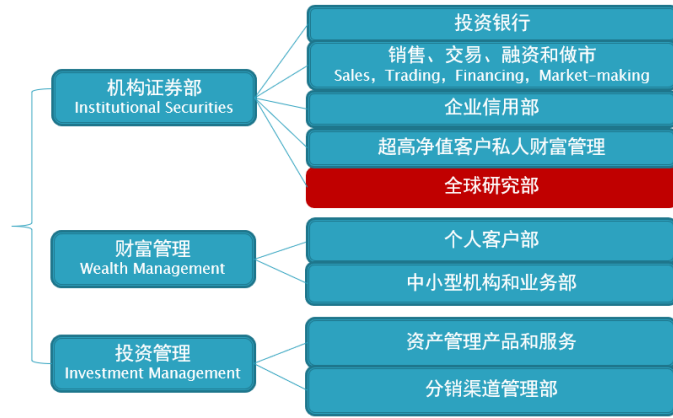 机构证券部
Institutional Securities
投资银行
销售、交易、融资和做市
Sales，Trading，Financing，Market-making
企业信用部
超高净值客户私人财富管理
全球研究部
财富管理
Wealth Management
个人客户部
中小型机构和业务部
投资管理
Investment Management
资产管理产品和服务
分销渠道管理部